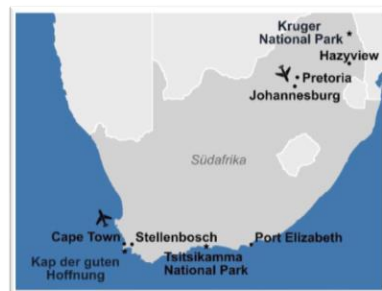 Kruger
National Park
Hazyview
Pretoria
Johannesburg
Südafrika
Cape Town
Stellenbosch
Port Elizabeth
Kap der guten
Hoffnung
Tsitsikamma
National Park